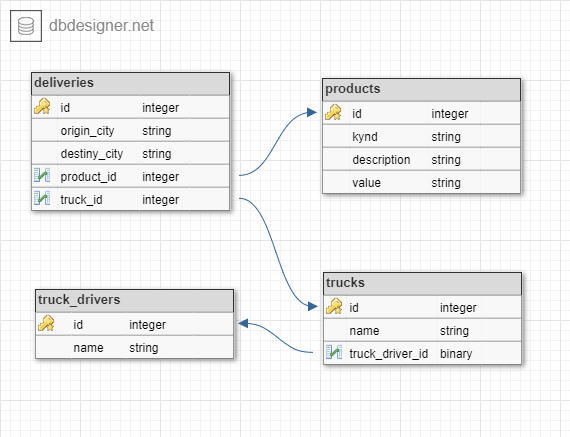 dbdesigner.net
deliveries
id integer
origin_city string
destiny_city string
product_id integer
truck_id integer
products
id integer
kynd string
description string
value string
truck_drivers
id integer
name string
trucks
id integer
name string
truck_driver_id binary